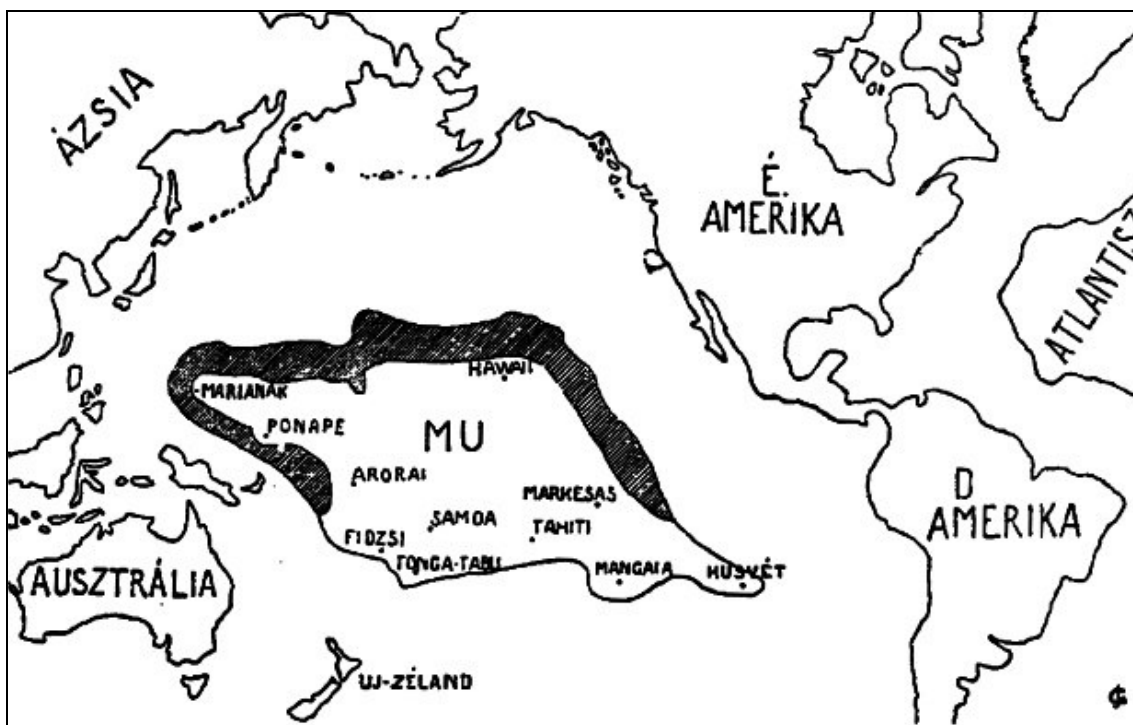 ÁZSIA
É.
AMERIKA
ATLANTISZ
HAWAII
MARIANÁK
PONAPE
MU
ARORAI
MARKESAS
D
AMERIKA
SAMOA
TAHITI
FIDZSI
TONGA-TABU
MANGAIA
HUSVÉT
AUSZTRÁLIA
UJ-ZÉLAND